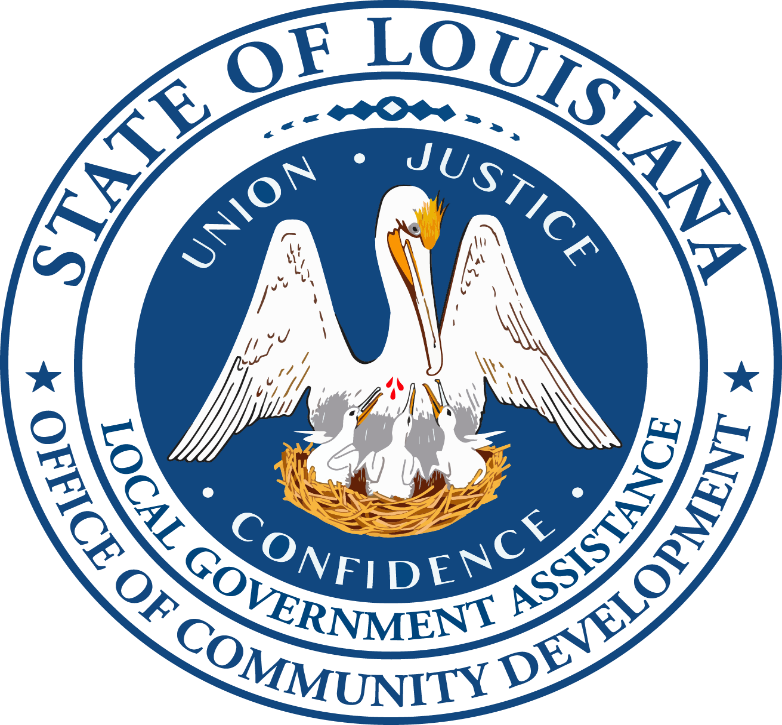 STATE OF LOUISIANA
UNION • JUSTICE
• CONFIDENCE •
LOCAL GOVERNMENT ASSISTANCE
★ OFFICE OF COMMUNITY DEVELOPMENT ★